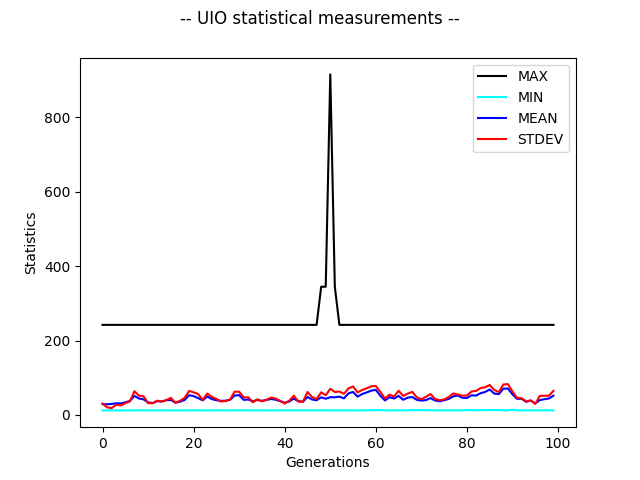 -- UIO statistical measurements --
MAX
MIN
MEAN
STDEV
Statistics
800
600
400
200
0
0 20 40 60 80 100
Generations